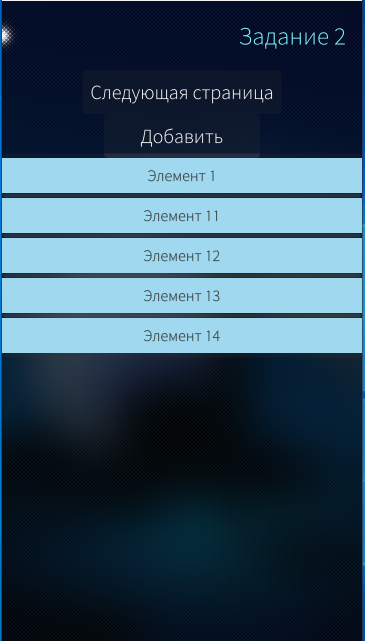 Задание 2
Следующая страница
Добавить
Элемент 1
Элемент 11
Элемент 12
Элемент 13
Элемент 14